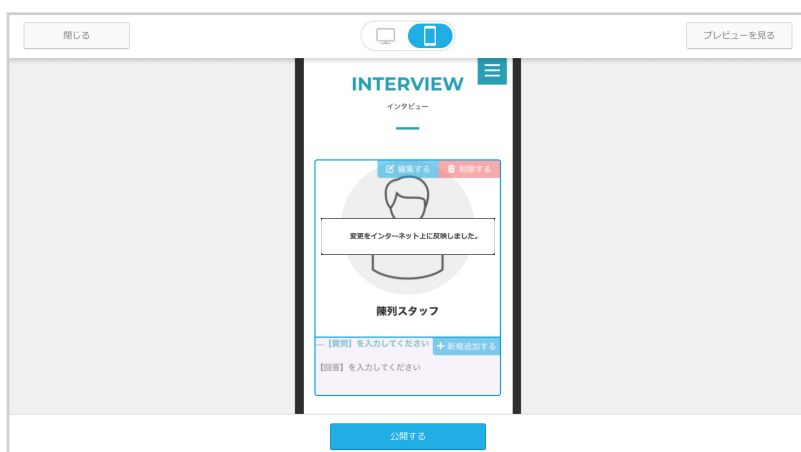 閉じる
プレビューを見る
INTERVIEW
インタビュー
編集する
削除する
変更をインターネット上に反映しました。
陳列スタッフ
【質問】を入力してください
新規追加する
【回答】を入力してください
公開する